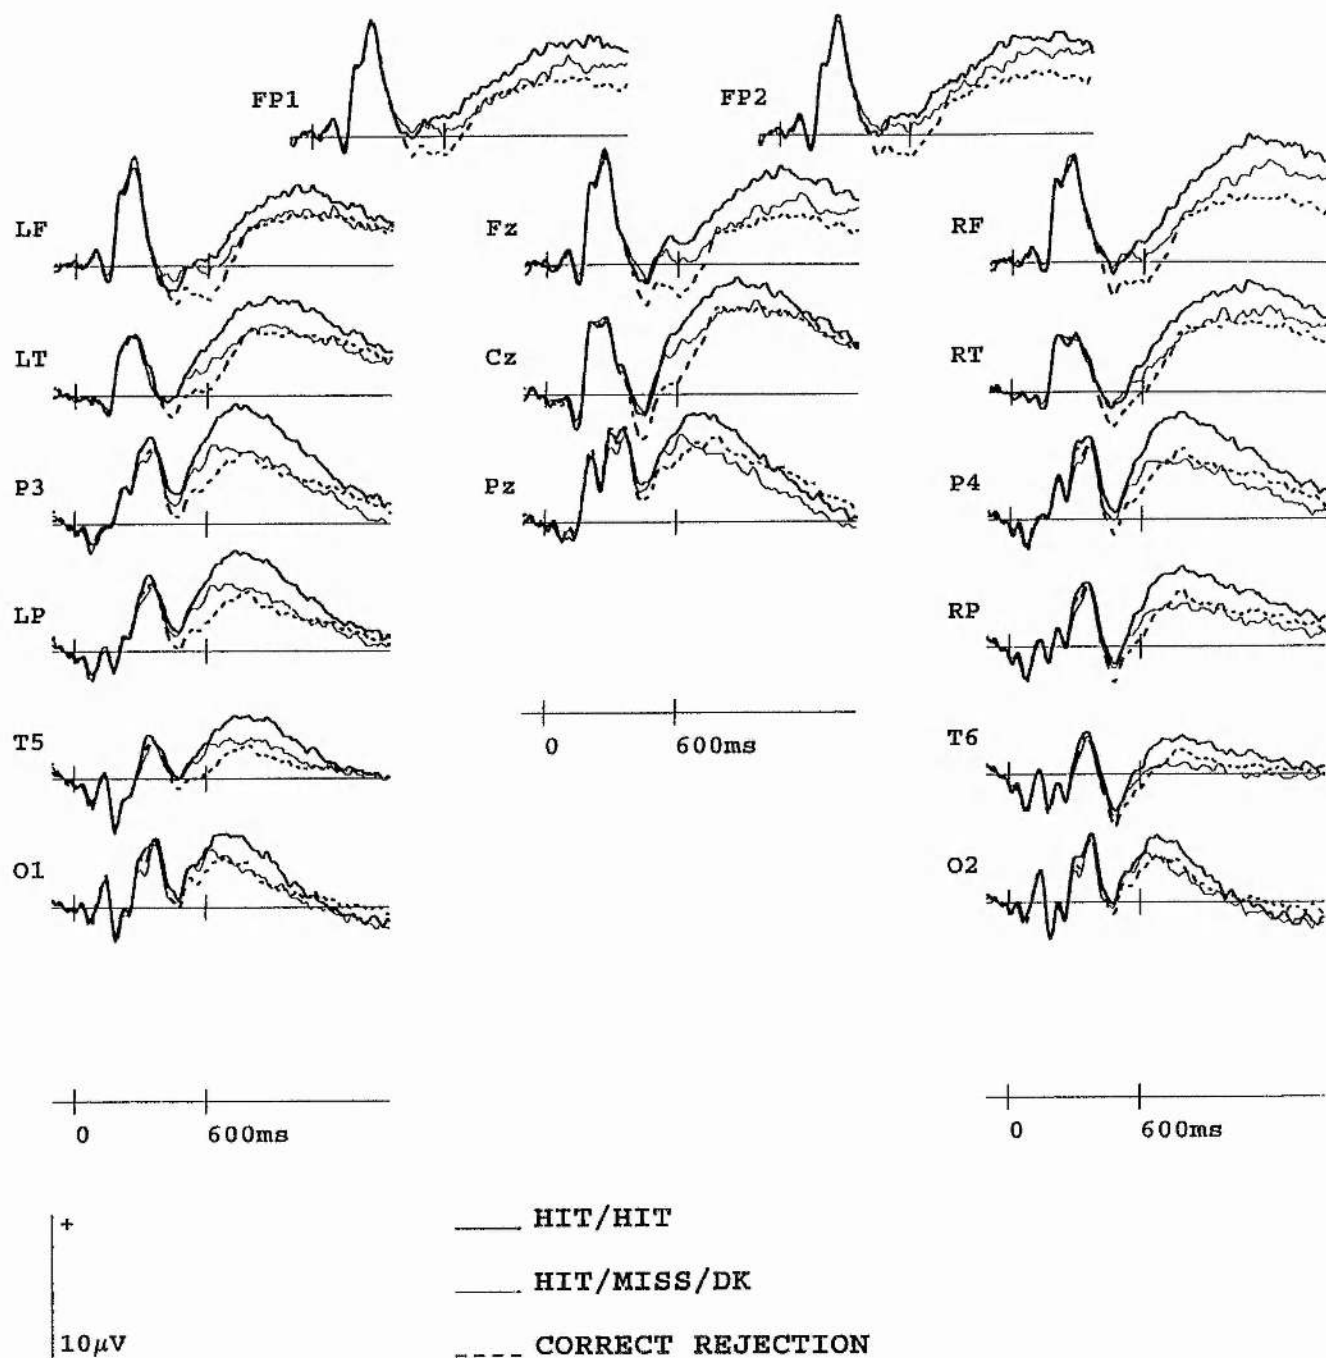 FP1
FP2
LF
Fz
RF
LT
Cz
RT
P3
Pz
P4
LP
RP
0
600ms
T5
T6
O1
O2
0
600ms
0
600ms
+
10μV
HIT/HIT
HIT/MISS/DK
CORRECT REJECTION